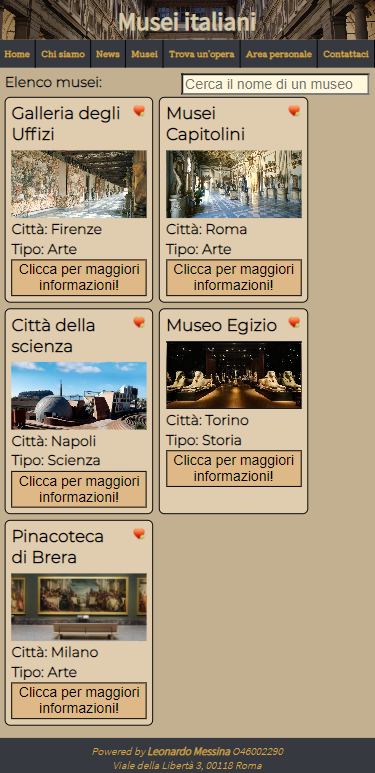 Musei italiani
Home Chi siamo News Musei Trova un'opera Area personale Contattaci
Elenco musei:
Cerca il nome di un museo
Galleria degli
Uffizi
Città: Firenze
Tipo: Arte
Clicca per maggiori
informazioni!
Musei
Capitolini
Città: Roma
Tipo: Arte
Clicca per maggiori
informazioni!
Città della
scienza
Città: Napoli
Tipo: Scienza
Clicca per maggiori
informazioni!
Museo Egizio
Città: Torino
Tipo: Storia
Clicca per maggiori
informazioni!
Pinacoteca
di Brera
Città: Milano
Tipo: Arte
Clicca per maggiori
informazioni!
Powered by Leonardo Messina O46002290
Viale della Libertà 3, 00118 Roma